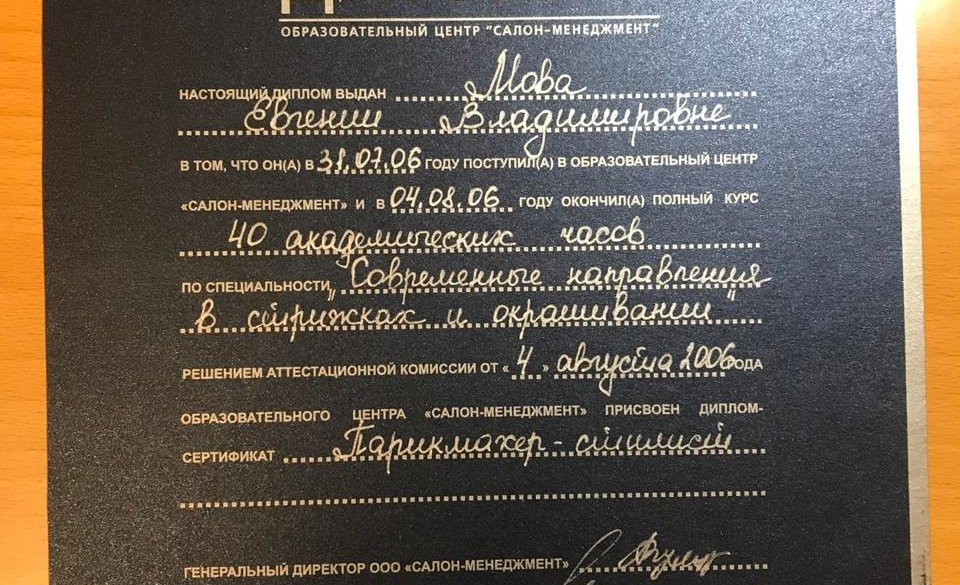 ОБРАЗОВАТЕЛЬНЫЙ ЦЕНТР "САЛОН-МЕНЕДЖМЕНТ"
НАСТОЯЩИЙ ДИПЛОМ ВЫДАН Мова
Евгении Владимировне
В ТОМ, ЧТО ОН(А) В 31.07.06 ГОДУ ПОСТУПИЛ(А) В ОБРАЗОВАТЕЛЬНЫЙ ЦЕНТР
«САЛОН-МЕНЕДЖМЕНТ» И В 04.08.06 ГОДУ ОКОНЧИЛ(А) ПОЛНЫЙ КУРС
40 академических часов
ПО СПЕЦИАЛЬНОСТИ „Современные направления
в стрижках и окрашивании"
РЕШЕНИЕМ АТТЕСТАЦИОННОЙ КОМИССИИ ОТ «4» августа 2006 ГОДА
ОБРАЗОВАТЕЛЬНОГО ЦЕНТРА «САЛОН-МЕНЕДЖМЕНТ» ПРИСВОЕН ДИПЛОМ-
СЕРТИФИКАТ Парикмахер-стилист
ГЕНЕРАЛЬНЫЙ ДИРЕКТОР ООО «САЛОН-МЕНЕДЖМЕНТ»